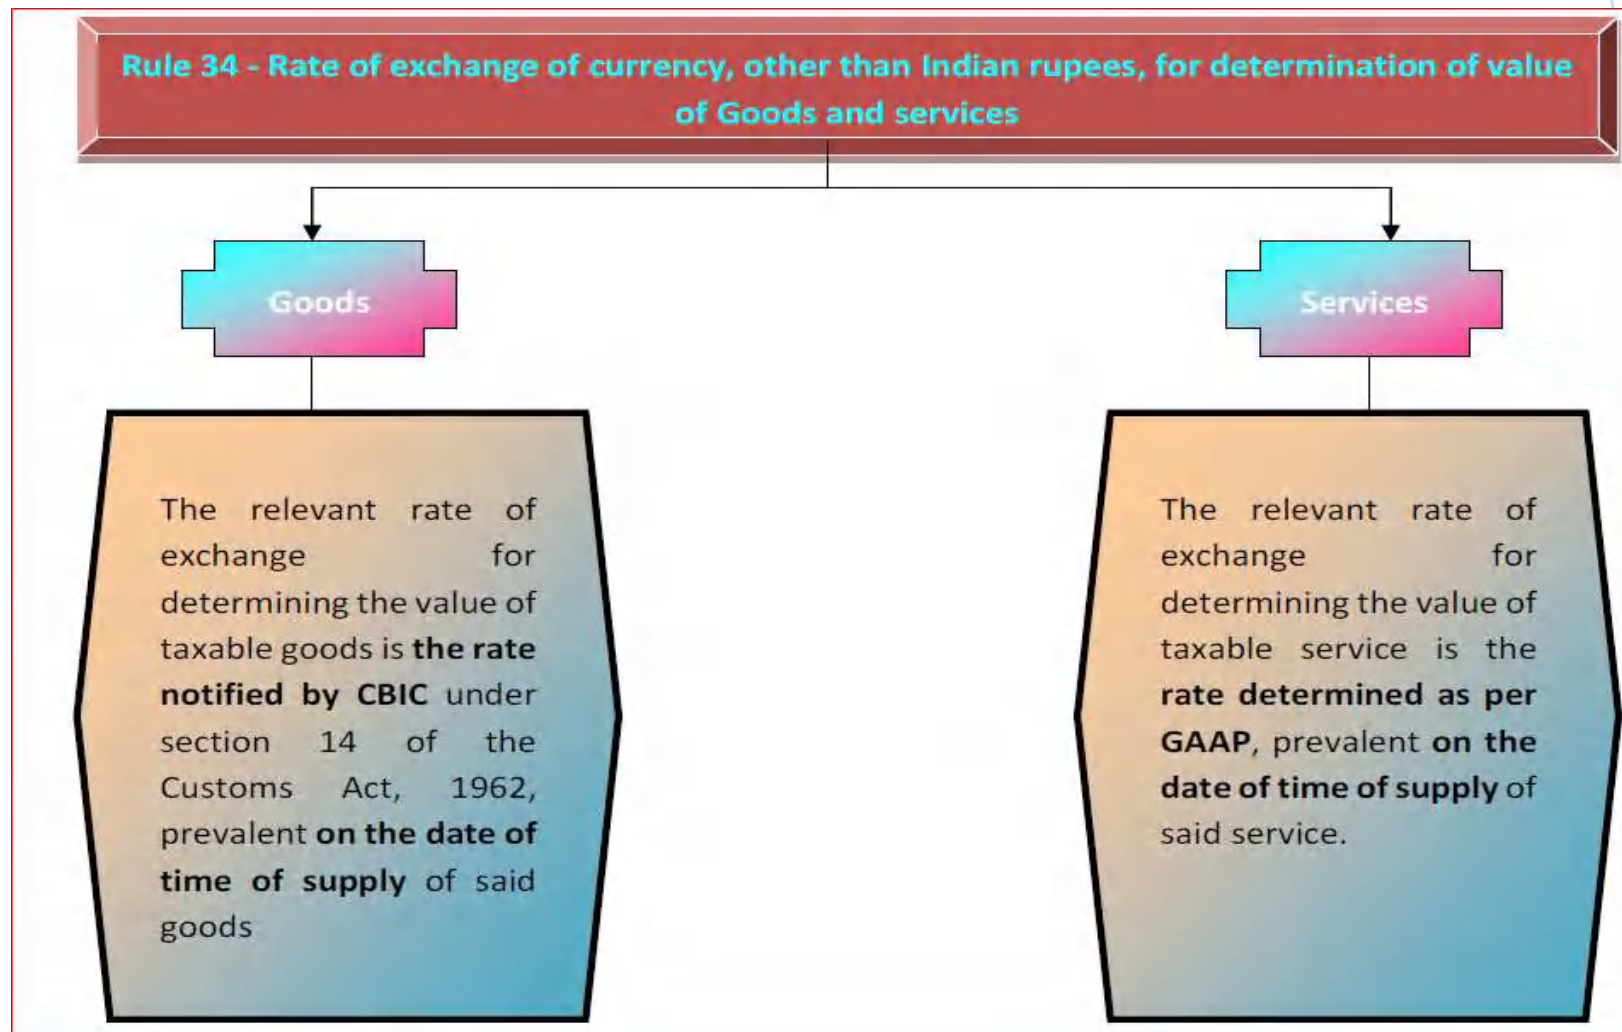 Rule 34 - Rate of exchange of currency, other than Indian rupees, for determination of value
of Goods and services
Goods
The relevant rate of
exchange for
determining the value of
taxable goods is the rate
notified by CBIC under
section 14 of the
Customs Act, 1962,
prevalent on the date of
time of supply of said
goods
Services
The relevant rate of
exchange for
determining the value of
taxable service is the
rate determined as per
GAAP, prevalent on the
date of time of supply of
said service.